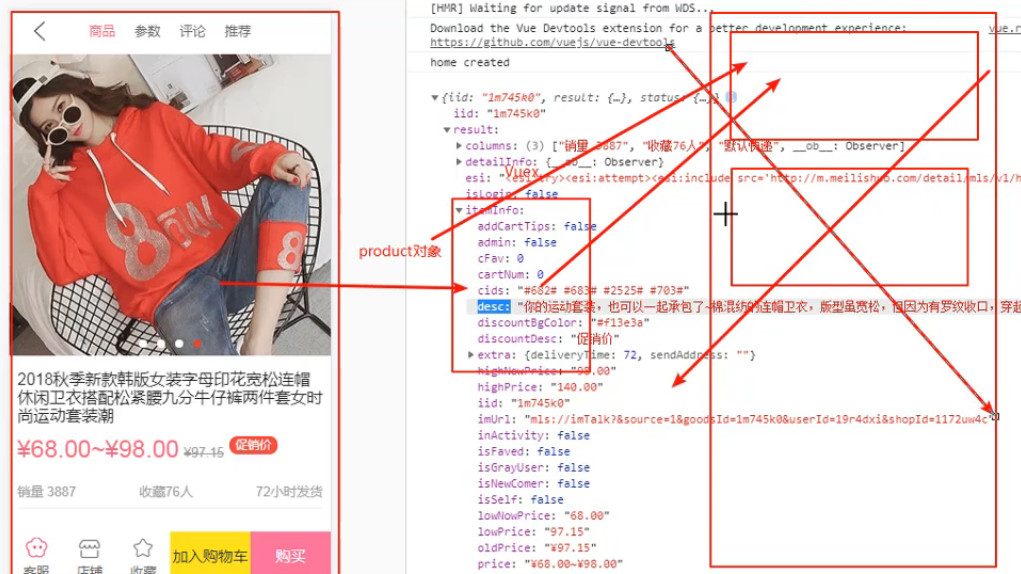 商品 参数 评论 推荐
2018秋季新款韩版女装字母印花宽松连帽
休闲卫衣搭配松紧腰九分牛仔裤两件套女时
尚运动套装潮
¥68.00~¥98.00 ¥97.15 促销价
销量 3887 收藏76人 72小时发货
客服 店铺 收藏 加入购物车 购买
product对象
Vuex
[HMR] Waiting for update signal from WDS...
Download the Vue Devtools extension for a better development experience:
https://github.com/vuejs/vue-devtools
home created
{iid: "1m745k0", result: {…}, status: {…}}
iid: "1m745k0"
result:
columns: (3) ["销量 3887", "收藏76人", "默认快递", __ob__: Observer]
detailInfo: {__ob__: Observer}
esi: "<esi:try><esi:attempt><esi:include src='http://m.meilishuo.com/detail/mls/v1/h
isLogin: false
itemInfo:
addCartTips: false
admin: false
cFav: 0
cartNum: 0
cids: "#682# #683# #2525# #703#"
desc: "你的运动套装，也可以一起承包了~棉混纺的连帽卫衣，版型虽宽松，但因为有罗纹收口，穿起
discountBgColor: "#f13e3a"
discountDesc: "促销价"
extra: {deliveryTime: 72, sendAddress: ""}
highNowPrice: "98.00"
highPrice: "140.00"
iid: "1m745k0"
imUrl: "mls://imTalk?&source=1&goodsId=1m745k0&userId=19r4dxi&shopId=1172uw4c"
inActivity: false
isFaved: false
isGrayUser: false
isNewComer: false
isSelf: false
lowNowPrice: "68.00"
lowPrice: "97.15"
oldPrice: "¥97.15"
price: "¥68.00~¥98.00"